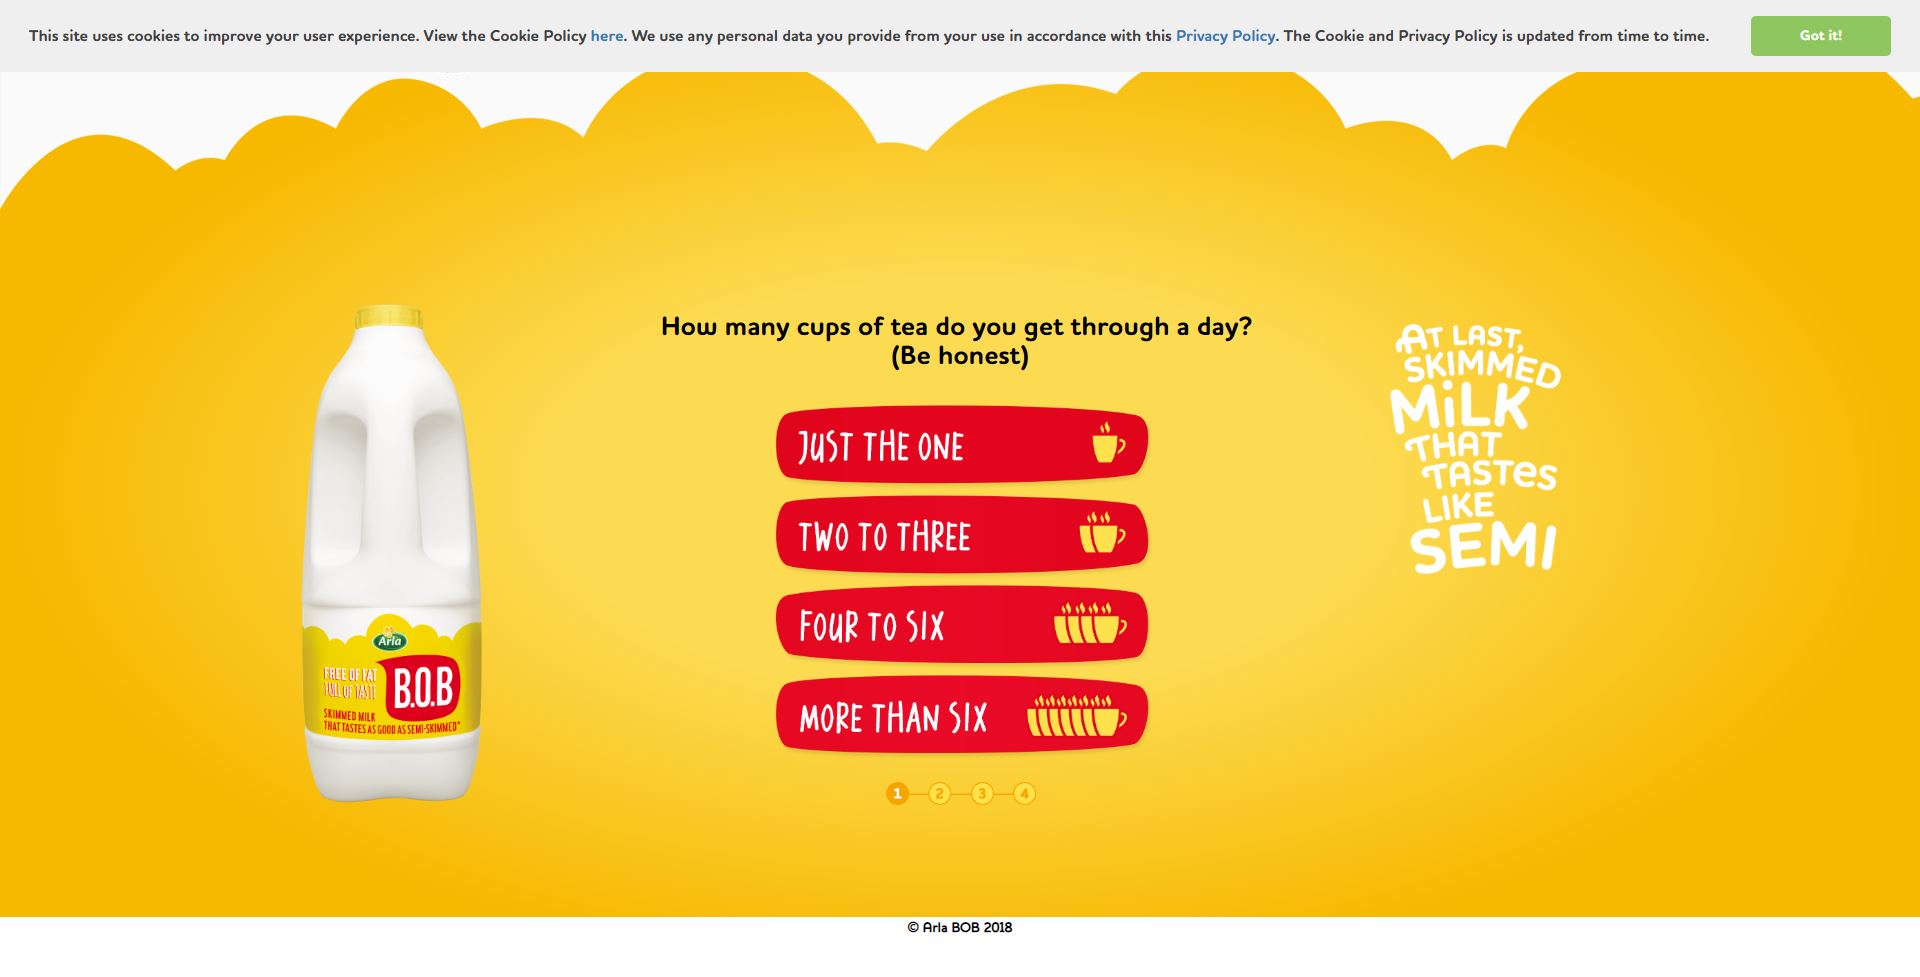 This site uses cookies to improve your user experience. View the Cookie Policy here. We use any personal data you provide from your use in accordance with this Privacy Policy. The Cookie and Privacy Policy is updated from time to time.
Got it!
How many cups of tea do you get through a day?
(Be honest)
JUST THE ONE
TWO TO THREE
FOUR TO SIX
MORE THAN SIX
1 2 3 4
Arla
FREE OF FAT
FULL OF TASTE
B.O.B
SKIMMED MILK
THAT TASTES AS GOOD AS SEMI-SKIMMED*
AT LAST,
SKIMMED
MiLK
THAT
TASTes
LIKE
SEMI
© Arla BOB 2018